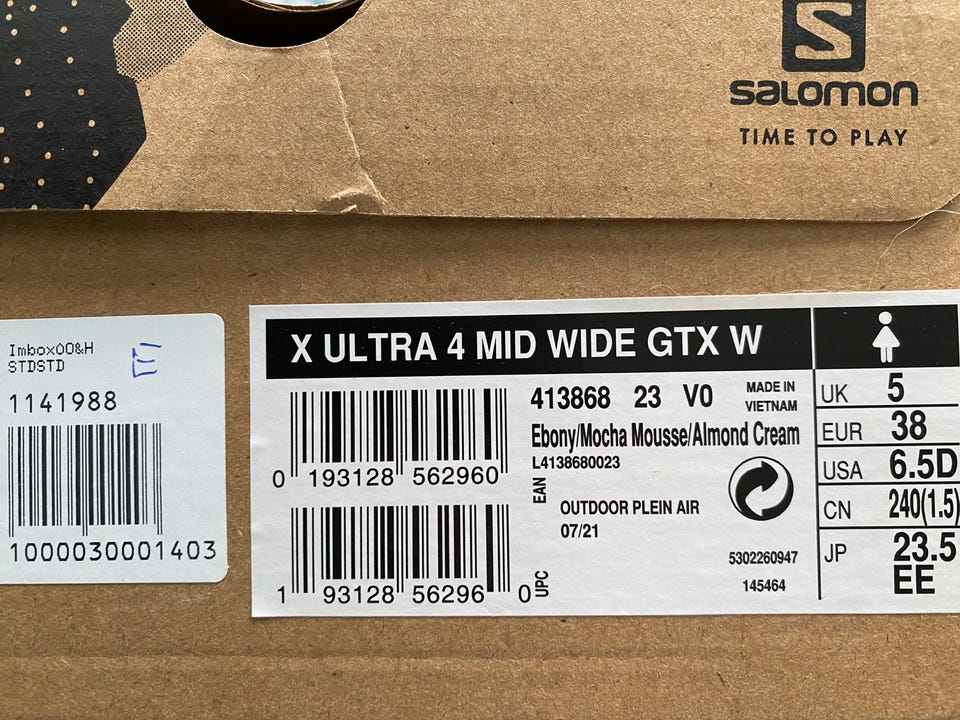 S
SALOMON
TIME TO PLAY
Imbox00&H
STDSTD
E
1141988
1000030001403
X ULTRA 4 MID WIDE GTX W
413868 23 V0
MADE IN
VIETNAM
Ebony/Mocha Mousse/Almond Cream
L4138680023
0 193128 562960
EAN
OUTDOOR PLEIN AIR
07/21
1 93128 56296 0
UPC
5302260947
145464
UK 5
EUR 38
USA 6.5D
CN 240(1.5)
JP 23.5
EE